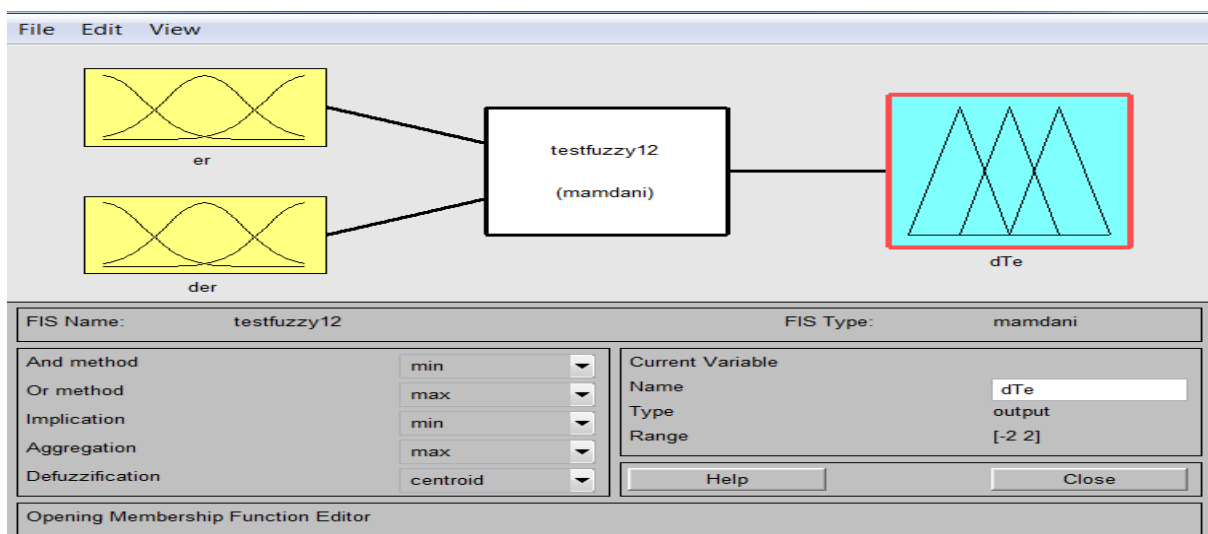 File Edit View
er
testfuzzy12
(mamdani)
der
dTe
FIS Name: testfuzzy12 FIS Type: mamdani
And method min
Or method max
Implication min
Aggregation max
Defuzzification centroid
Current Variable
Name dTe
Type output
Range [-2 2]
Help Close
Opening Membership Function Editor